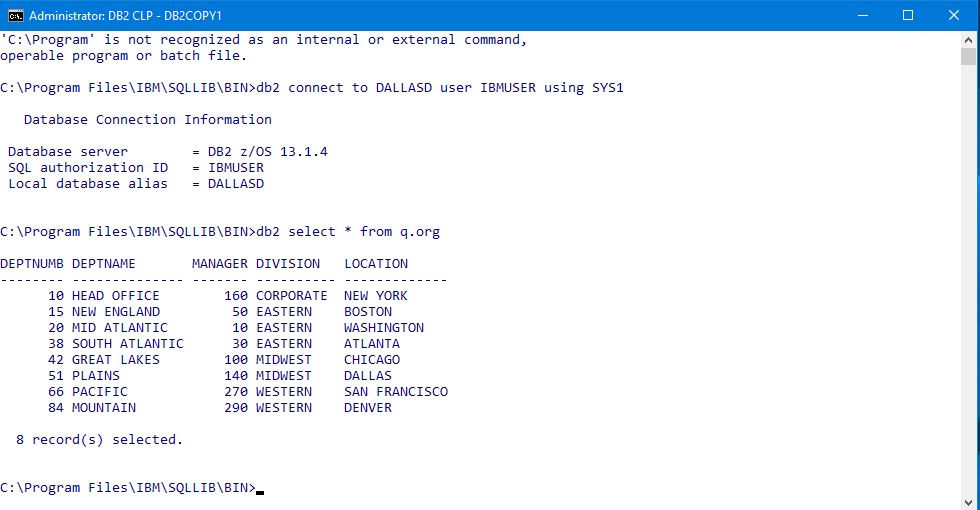 Administrator: DB2 CLP - DB2COPY1
'C:\Program' is not recognized as an internal or external command,
operable program or batch file.
C:\Program Files\IBM\SQLLIB\BIN>db2 connect to DALLASD user IBMUSER using SYS1
Database Connection Information
Database server        = DB2 z/OS 13.1.4
SQL authorization ID   = IBMUSER
Local database alias   = DALLASD
C:\Program Files\IBM\SQLLIB\BIN>db2 select * from q.org
DEPTNUMB DEPTNAME       MANAGER DIVISION   LOCATION
-------- -------------- ------- ---------- -------------
      10 HEAD OFFICE        160 CORPORATE  NEW YORK
      15 NEW ENGLAND         50 EASTERN    BOSTON
      20 MID ATLANTIC        10 EASTERN    WASHINGTON
      38 SOUTH ATLANTIC      30 EASTERN    ATLANTA
      42 GREAT LAKES        100 MIDWEST    CHICAGO
      51 PLAINS             140 MIDWEST    DALLAS
      66 PACIFIC            270 WESTERN    SAN FRANCISCO
      84 MOUNTAIN           290 WESTERN    DENVER
  8 record(s) selected.
C:\Program Files\IBM\SQLLIB\BIN>